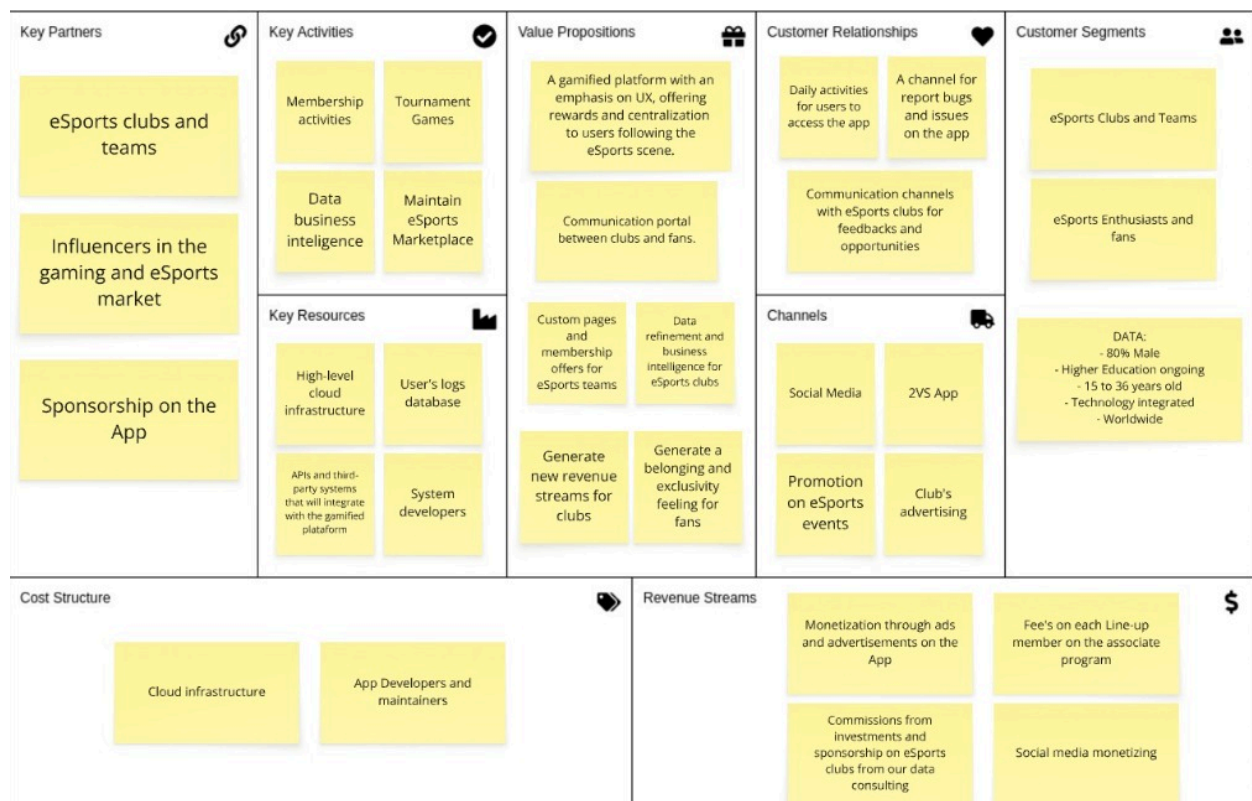 Key Partners
eSports clubs and
teams
Influencers in the
gaming and eSports
market
Sponsorship on the
App
Key Activities
Membership
activities
Tournament
Games
Data
business
inteligence
Maintain
eSports
Marketplace
Key Resources
High-level
cloud
infrastructure
User's logs
database
APIs and third-
party systems
that will integrate
with the gamified
plataform
System
developers
Value Propositions
A gamified platform with an
emphasis on UX, offering
rewards and centralization
to users following the
eSports scene.
Communication portal
between clubs and fans.
Custom pages
and
membership
offers for
eSports teams
Data
refinement and
business
intelligence for
eSports clubs
Generate
new revenue
streams for
clubs
Generate a
belonging and
exclusivity
feeling for
fans
Customer Relationships
Daily activities
for users to
access the app
A channel for
report bugs
and issues
on the app
Communication channels
with eSports clubs for
feedbacks and
opportunities
Channels
Social Media
2VS App
Promotion
on eSports
events
Club's
advertising
Customer Segments
eSports Clubs and Teams
eSports Enthusiasts and
fans
DATA:
- 80% Male
- Higher Education ongoing
- 15 to 36 years old
- Technology integrated
- Worldwide
Cost Structure
Cloud infrastructure
App Developers and
maintainers
Revenue Streams
$
Monetization through ads
and advertisements on the
App
Fee's on each Line-up
member on the associate
program
Commissions from
investments and
sponsorship on eSports
clubs from our data
consulting
Social media monetizing